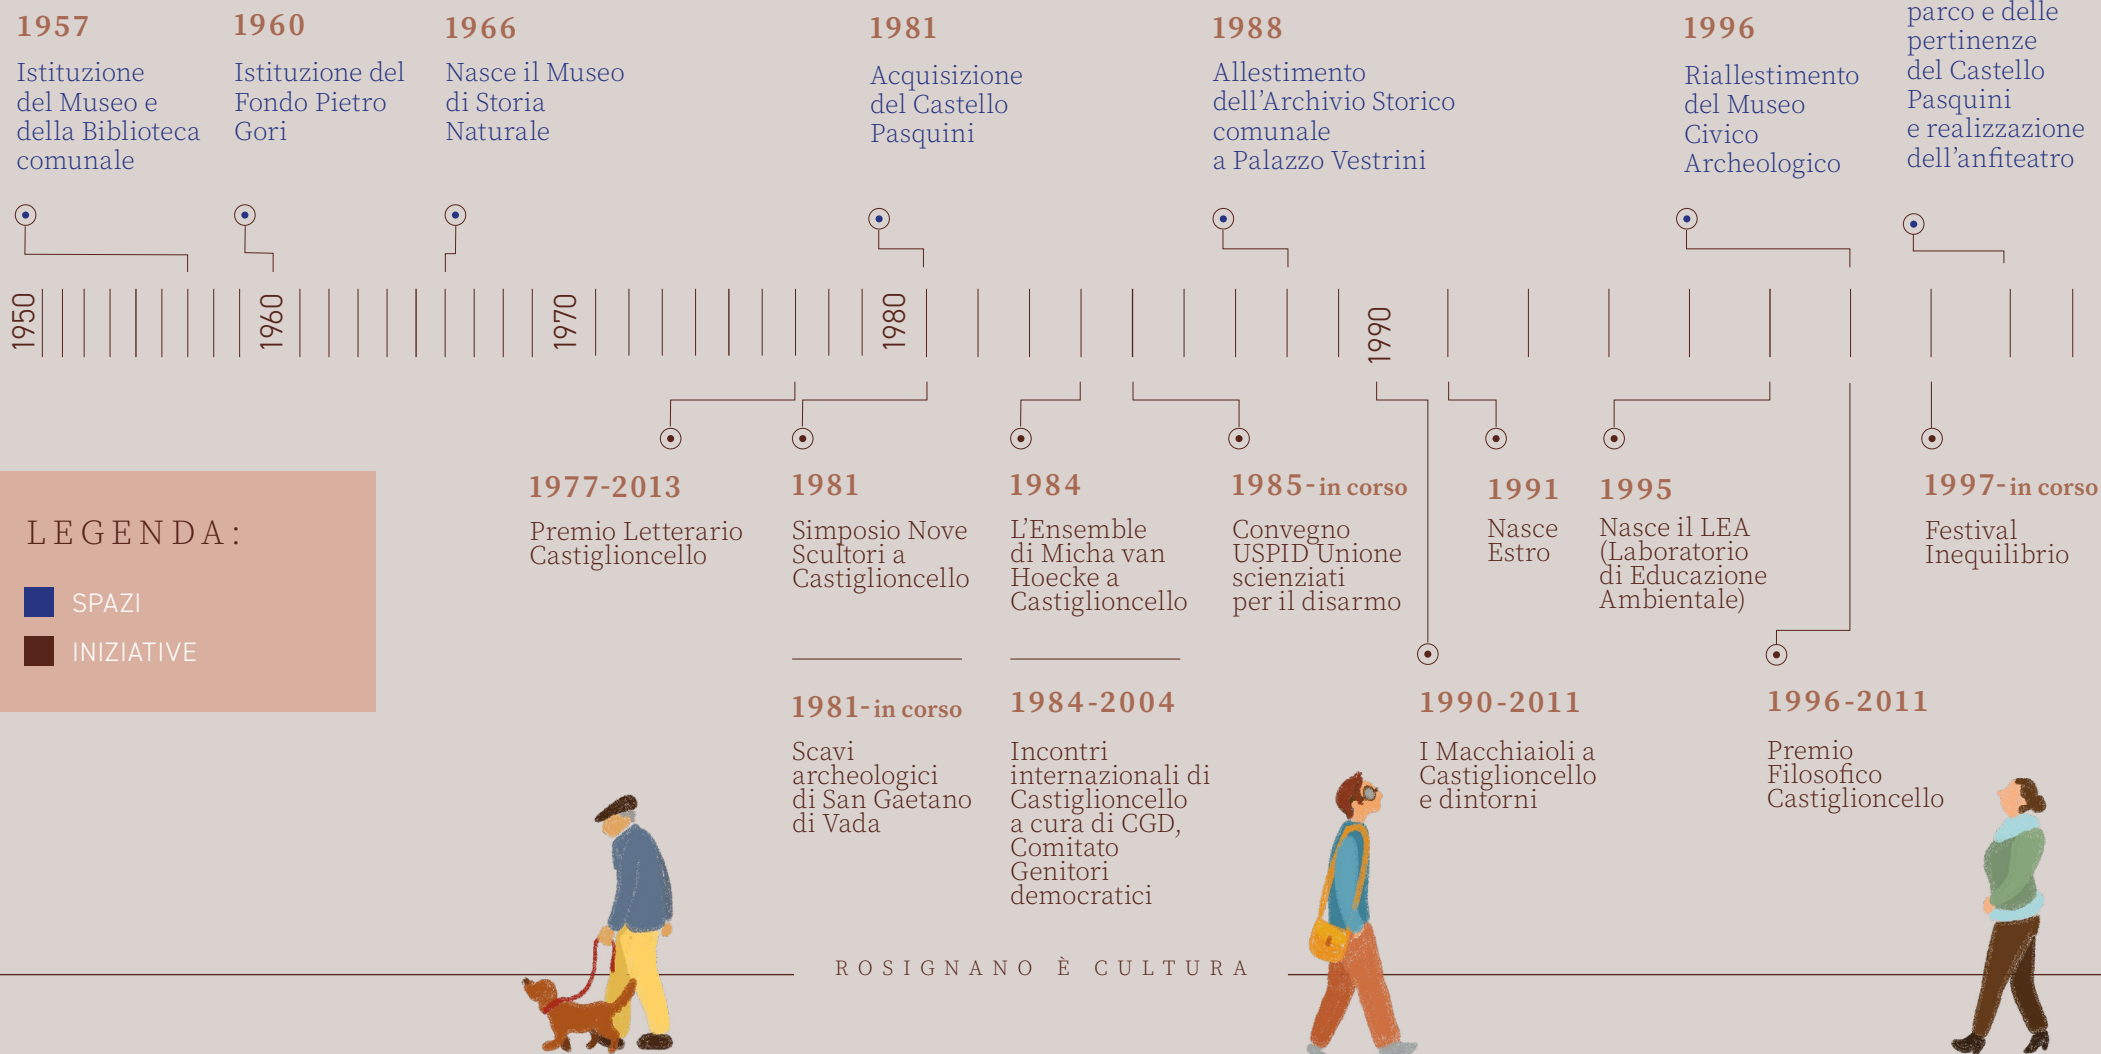 1957
Istituzione
del Museo e
della Biblioteca
comunale
1960
Istituzione del
Fondo Pietro
Gori
1966
Nasce il Museo
di Storia
Naturale
1981
Acquisizione
del Castello
Pasquini
1988
Allestimento
dell’Archivio Storico
comunale
a Palazzo Vestrini
1996
Riallestimento
del Museo
Civico
Archeologico
parco e delle
pertinenze
del Castello
Pasquini
e realizzazione
dell’anfiteatro
1950
1960
1970
1980
1990
LEGENDA:
SPAZI
INIZIATIVE
1977-2013
Premio Letterario
Castiglioncello
1981
Simposio Nove
Scultori a
Castiglioncello
1981-in corso
Scavi
archeologici
di San Gaetano
di Vada
1984
L’Ensemble
di Micha van
Hoecke a
Castiglioncello
1984-2004
Incontri
internazionali di
Castiglioncello
a cura di CGD,
Comitato
Genitori
democratici
1985-in corso
Convegno
USPID Unione
scienziati
per il disarmo
1990-2011
I Macchiaioli a
Castiglioncello
e dintorni
1991
Nasce
Estro
1995
Nasce il LEA
(Laboratorio
di Educazione
Ambientale)
1996-2011
Premio
Filosofico
Castiglioncello
1997-in corso
Festival
Inequilibrio
ROSIGNANO È CULTURA